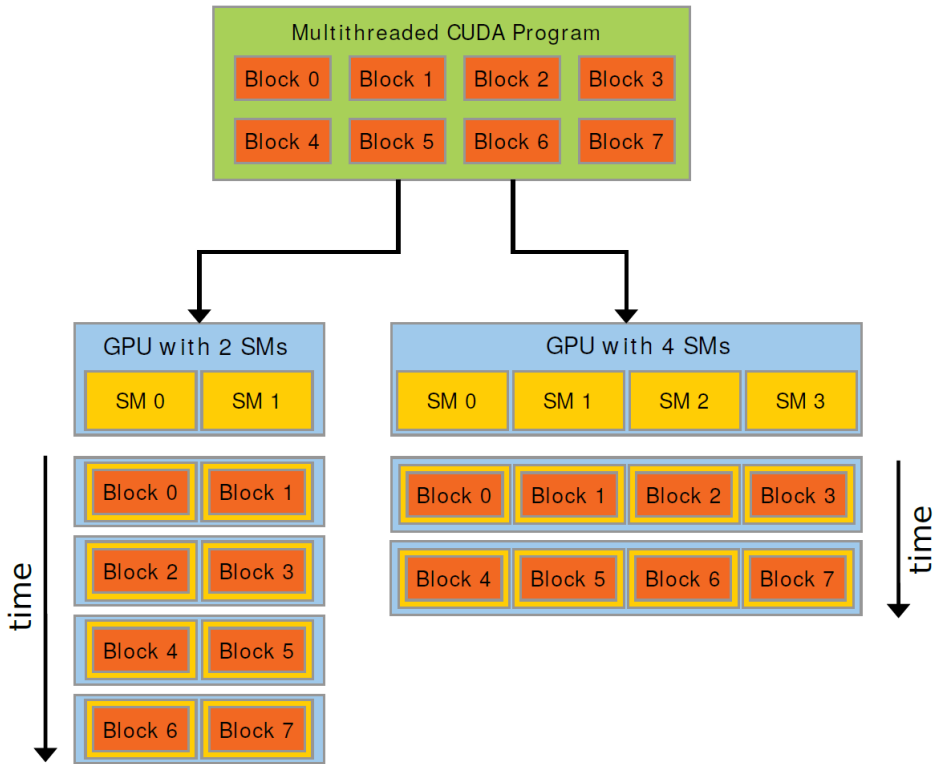 Multithreaded CUDA Program
Block 0 Block 1 Block 2 Block 3
Block 4 Block 5 Block 6 Block 7
GPU with 2 SMs
SM 0 SM 1
time
Block 0 Block 1
Block 2 Block 3
Block 4 Block 5
Block 6 Block 7
GPU with 4 SMs
SM 0 SM 1 SM 2 SM 3
Block 0 Block 1 Block 2 Block 3
Block 4 Block 5 Block 6 Block 7
time